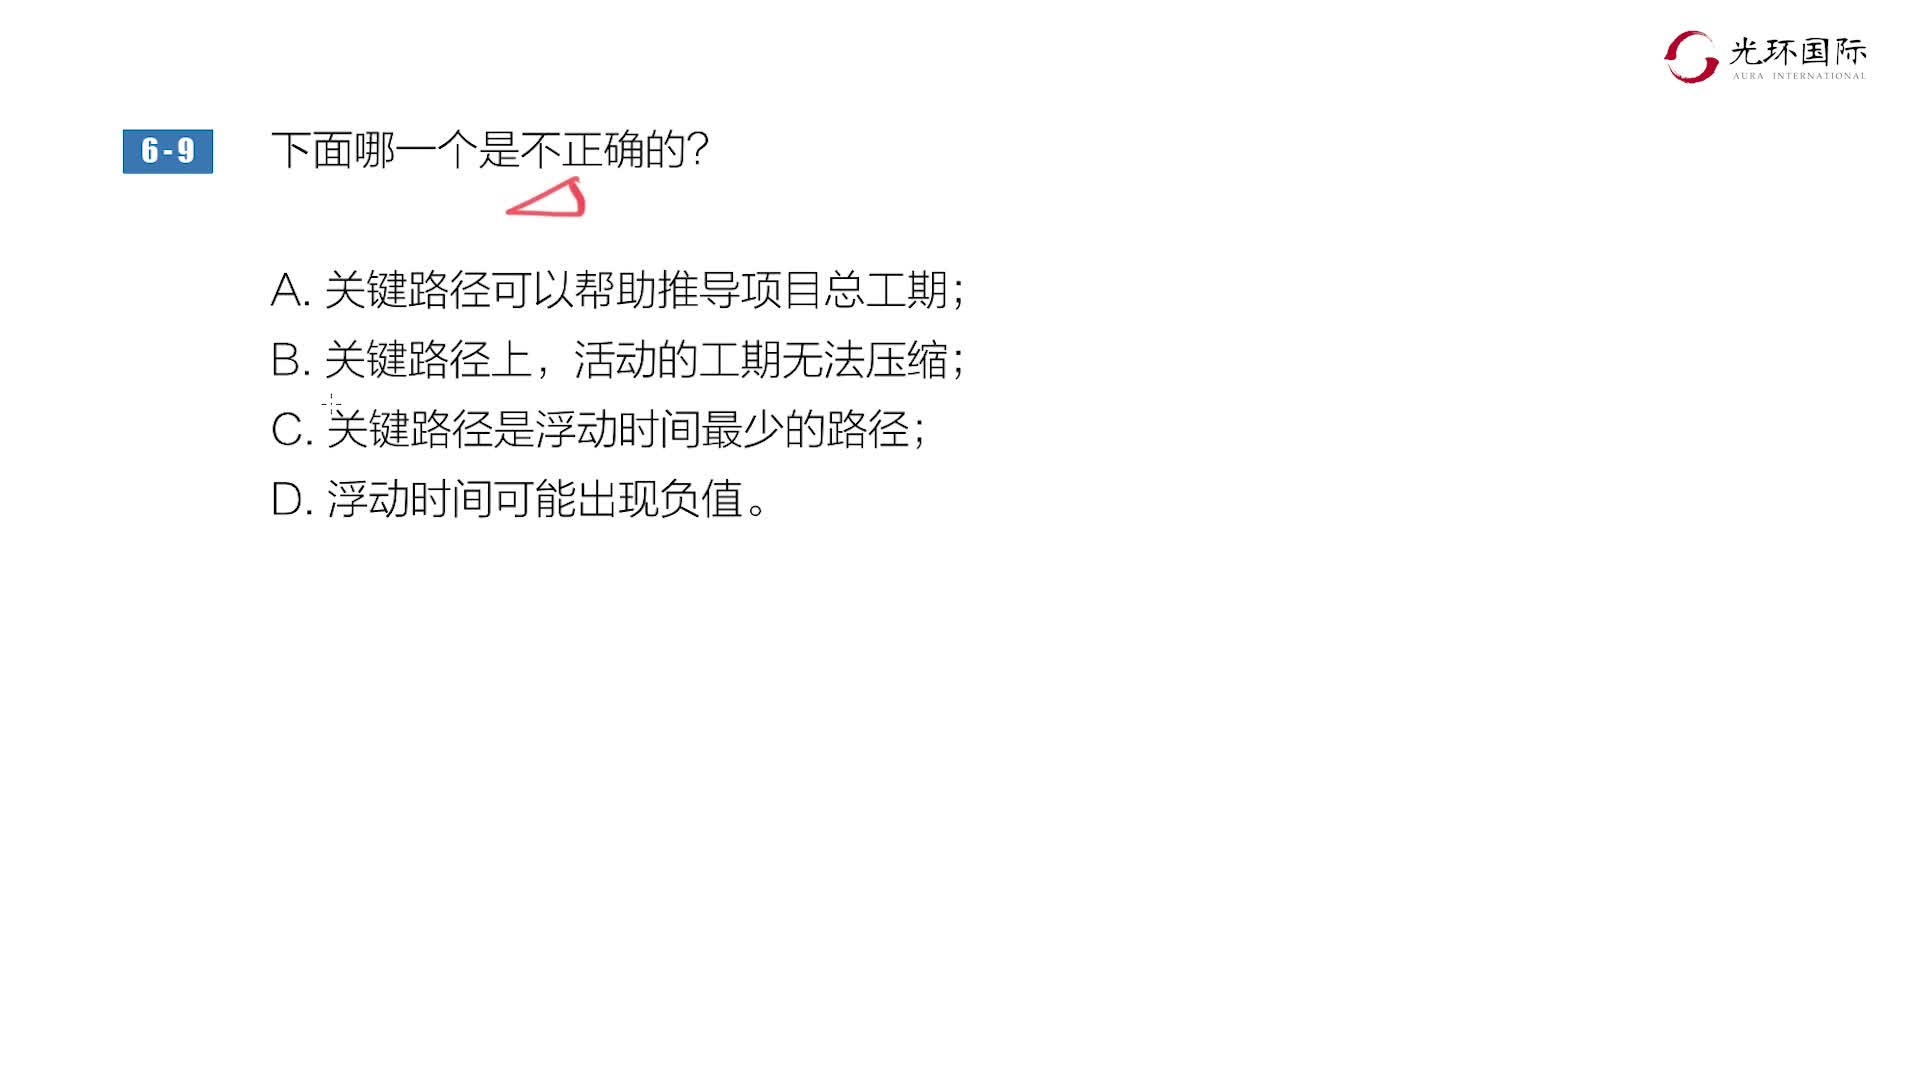 光环国际
AURA INTERNATIONAL
6-9 下面哪一个是不正确的？
A. 关键路径可以帮助推导项目总工期；
B. 关键路径上，活动的工期无法压缩；
C. 关键路径是浮动时间最少的路径；
D. 浮动时间可能出现负值。